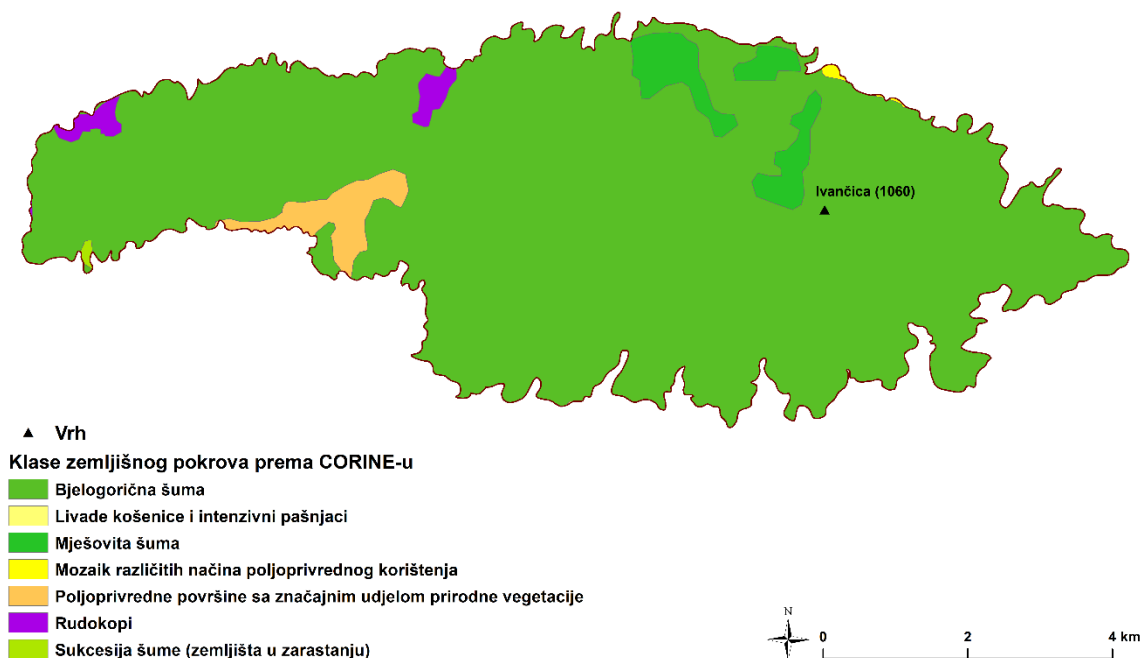 Ivančica (1060)
Vrh
Klase zemljišnog pokrova prema CORINE-u
Bjelogorična šuma
Livade košenice i intenzivni pašnjaci
Mješovita šuma
Mozaik različitih načina poljoprivrednog korištenja
Poljoprivredne površine sa značajnim udjelom prirodne vegetacije
Rudokopi
Sukcesija šume (zemljišta u zarastanju)
N
0 2 4 km